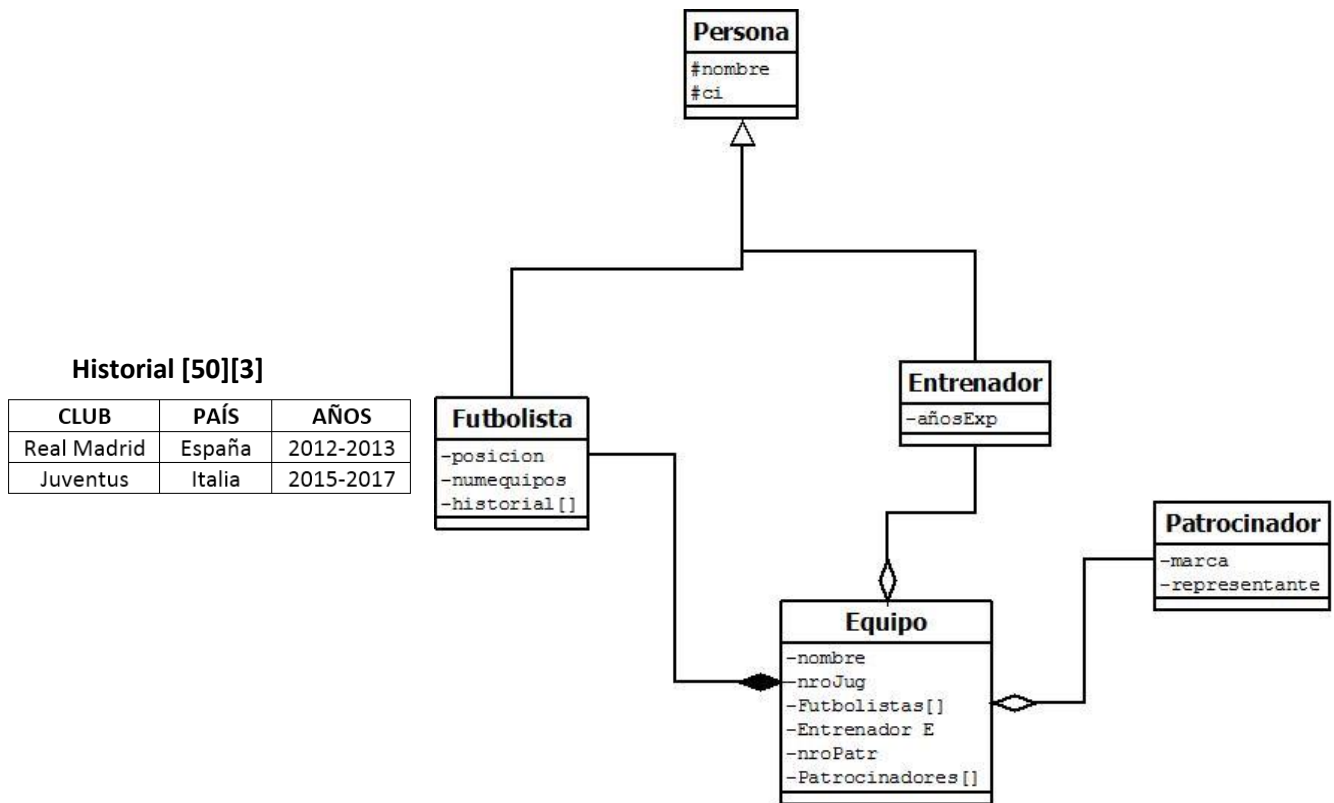 Persona
#nombre
#ci
Historial [50][3]
CLUB PAÍS AÑOS
Real Madrid España 2012-2013
Juventus Italia 2015-2017
Futbolista
-posicion
-numequipos
-historial[]
Entrenador
-añosExp
Patrocinador
-marca
-representante
Equipo
-nombre
-nroJug
-Futbolistas[]
-Entrenador E
-nroPatr
-Patrocinadores[]